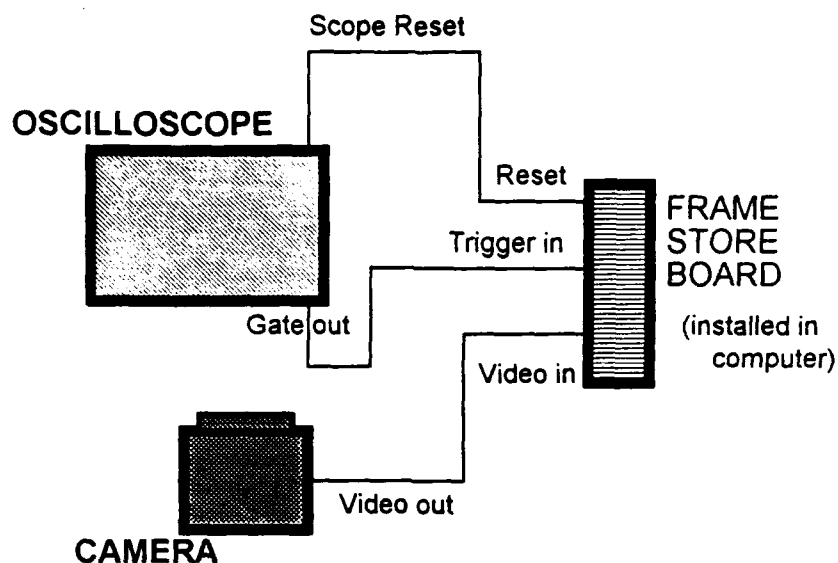 Scope Reset
OSCILLOSCOPE
Reset
FRAME
STORE
BOARD
Trigger in
Gate out
(installed in
computer)
Video in
Video out
CAMERA